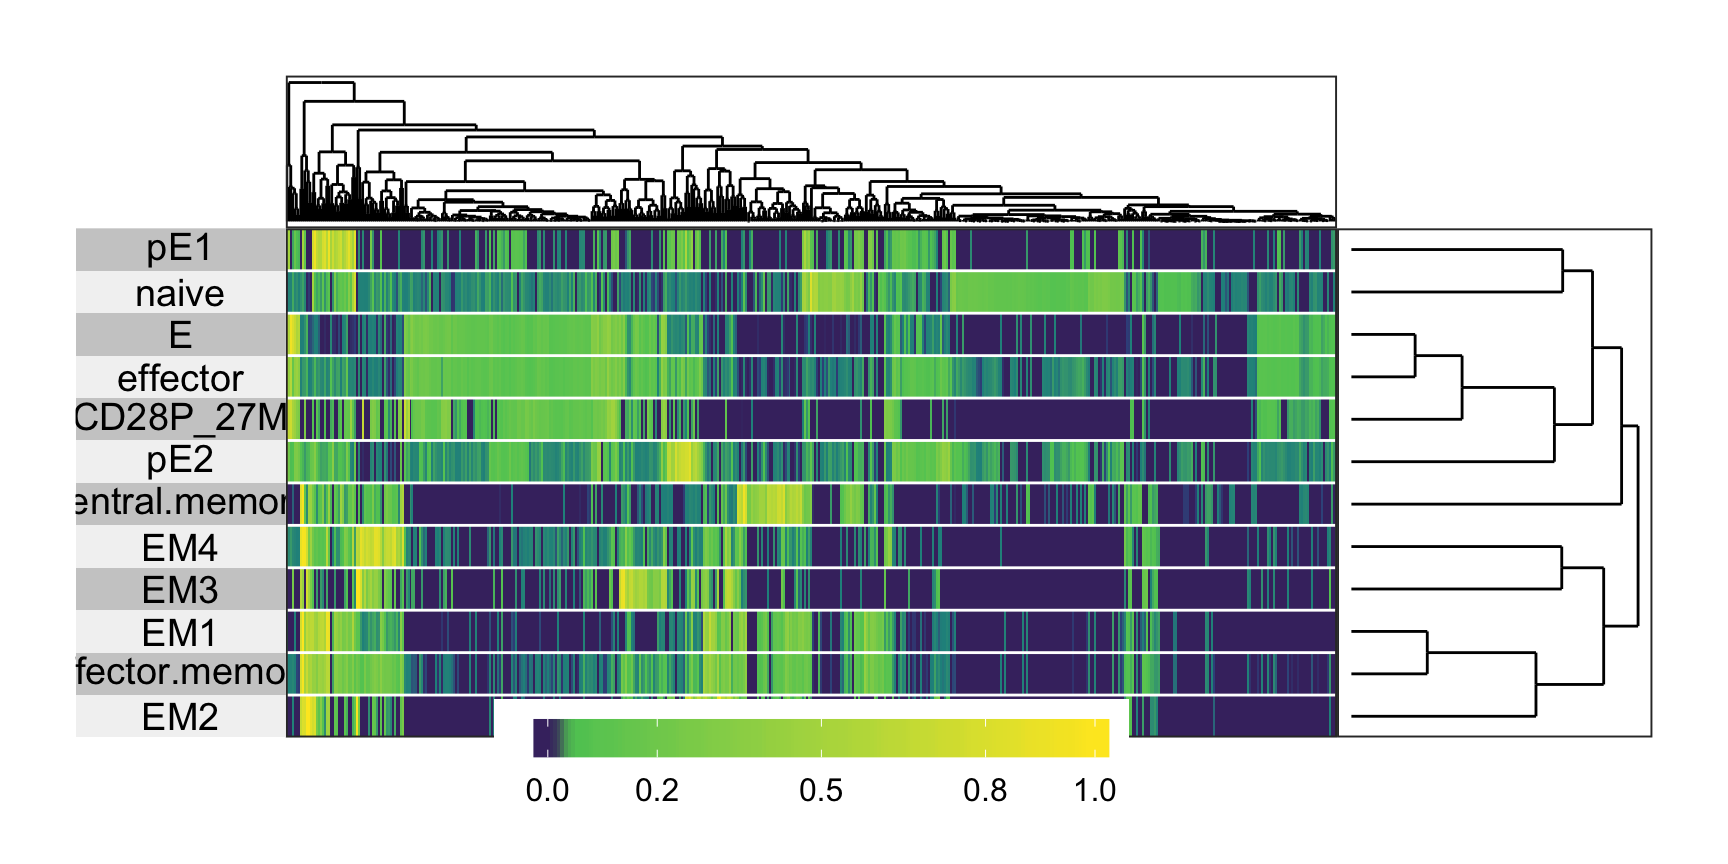 pE1
naive
E
effector
CD28P_27M
pE2
entral.memor
EM4
EM3
EM1
fector.memo
EM2
0.0 0.2 0.5 0.8 1.0